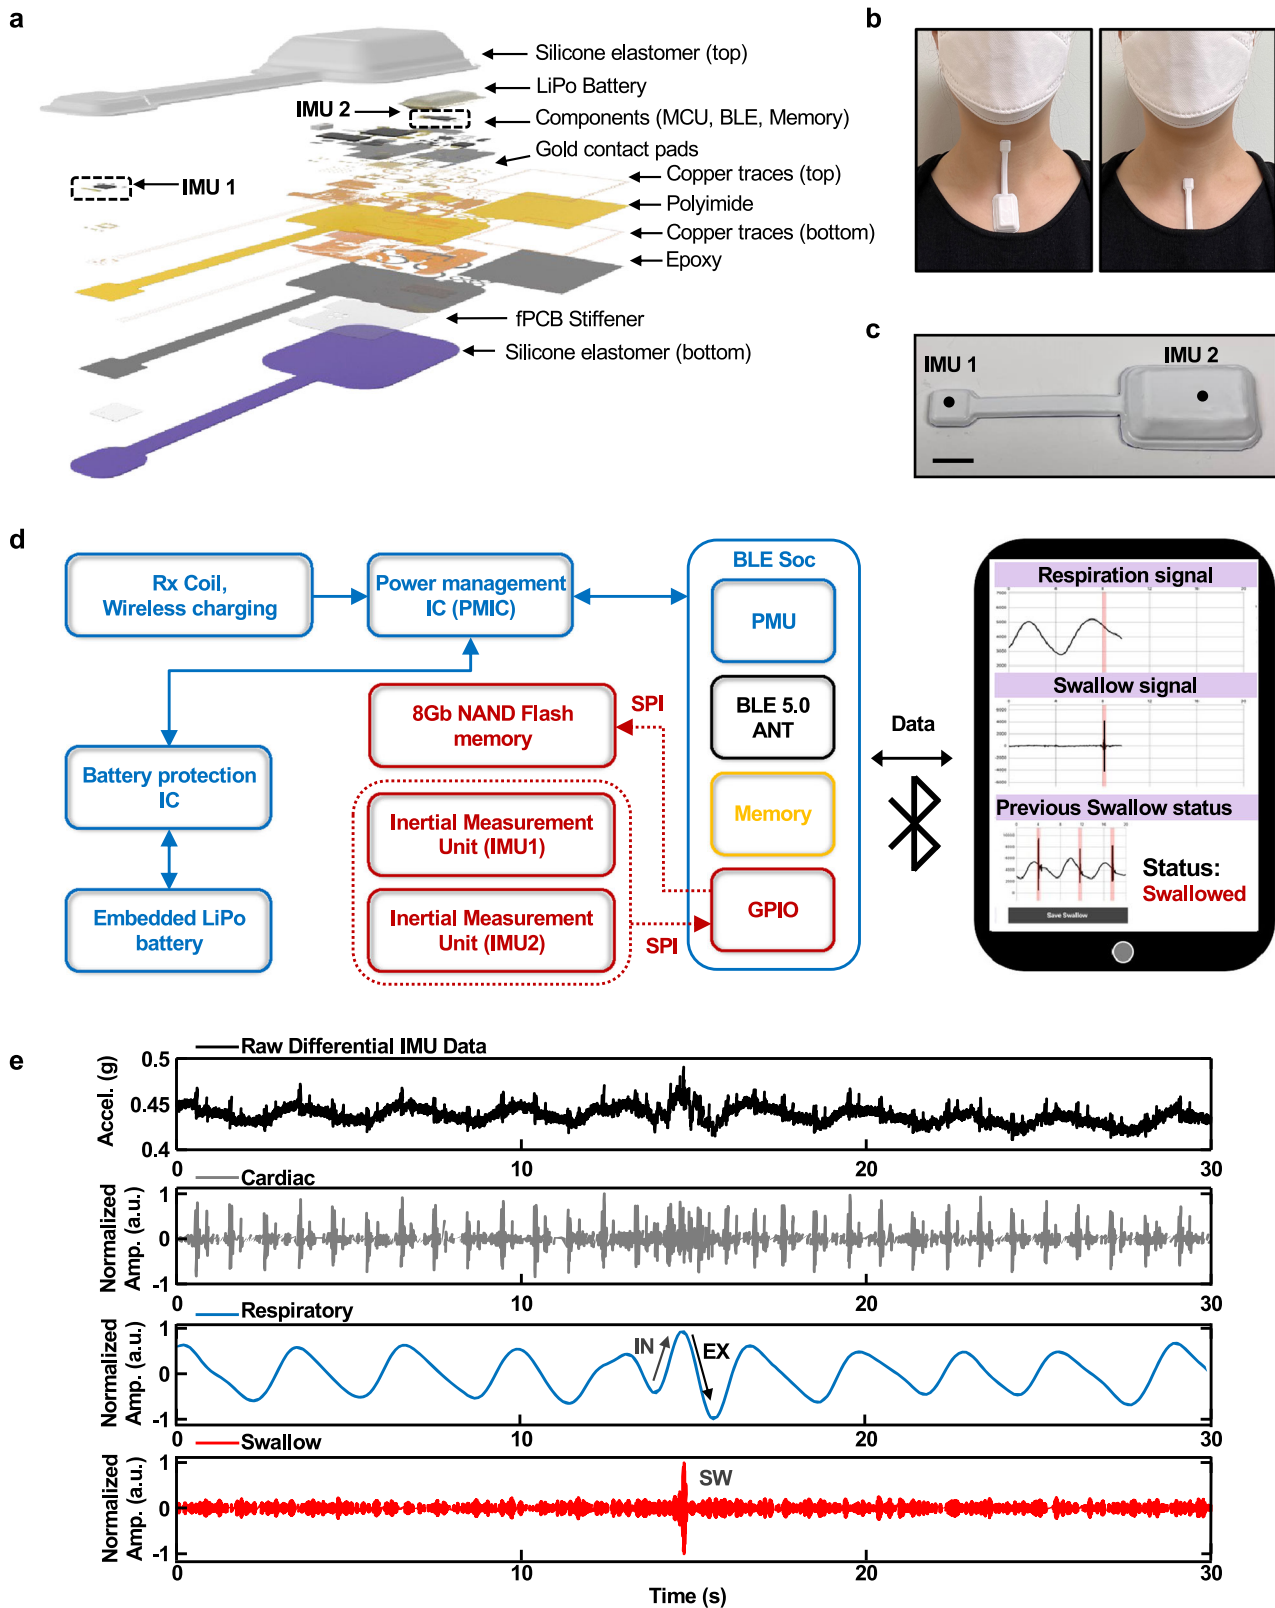 a
Silicone elastomer (top)
LiPo Battery
IMU 2
Components (MCU, BLE, Memory)
Gold contact pads
IMU 1
Copper traces (top)
Polyimide
Copper traces (bottom)
Epoxy
fPCB Stiffener
Silicone elastomer (bottom)
b
c
IMU 1
IMU 2
d
Rx Coil,
Wireless charging
Power management
IC (PMIC)
Battery protection
IC
Embedded LiPo
battery
8Gb NAND Flash
memory
SPI
Inertial Measurement
Unit (IMU1)
Inertial Measurement
Unit (IMU2)
SPI
BLE Soc
PMU
BLE 5.0
ANT
Memory
GPIO
Data
Respiration signal
Swallow signal
Previous Swallow status
Status:
Swallowed
Save Swallow
e
Raw Differential IMU Data
Accel. (g)
0.5
0.45
0.4
0 10 20 30
Cardiac
Normalized
Amp. (a.u.)
1
0
-1
0 10 20 30
Respiratory
Normalized
Amp. (a.u.)
1
0
-1
IN
EX
0 10 20 30
Swallow
Normalized
Amp. (a.u.)
1
0
-1
SW
0 10 20 30
Time (s)